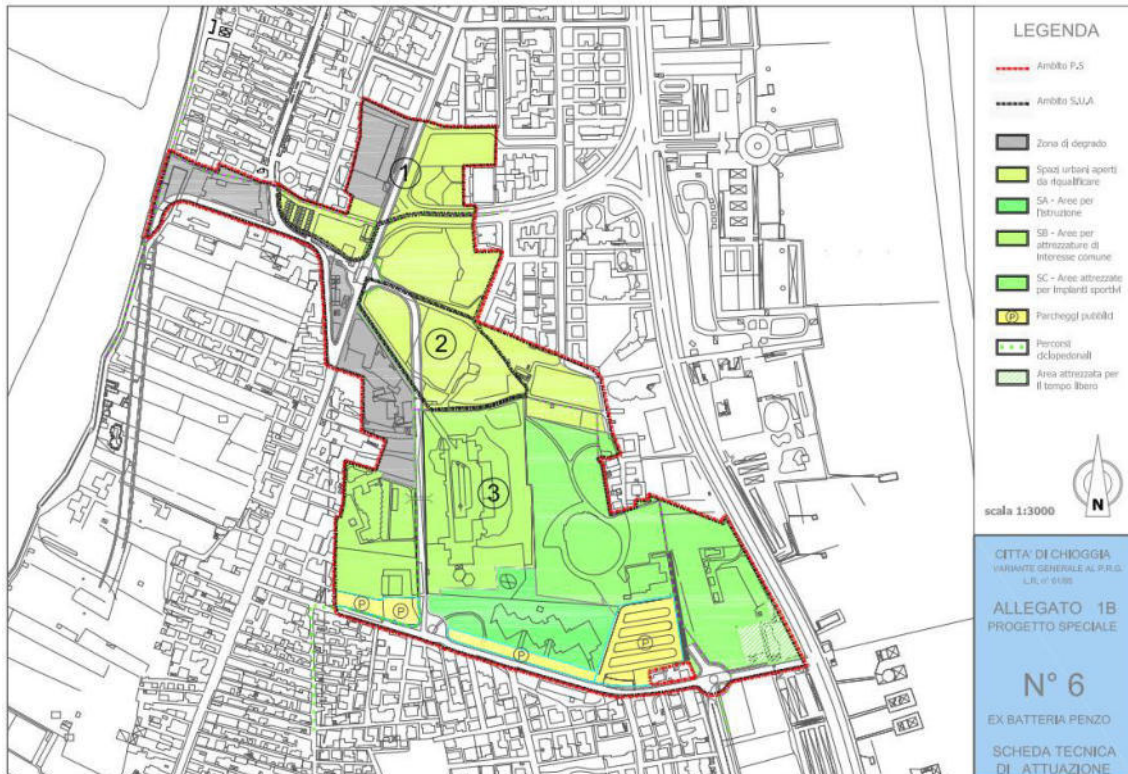 LEGENDA
Ambito P.S
Ambito S.U.A
Zona di degrado
Spazi urbani aperti
da riqualificare
SA - Aree per
l'istruzione
SB - Aree per
attrezzature di
interesse comune
SC - Aree attrezzate
per impianti sportivi
P
Parcheggi pubblici
Percorsi
ciclopedonali
Area attrezzata per
il tempo libero
scala 1:3000
N
CITTA' DI CHIOGGIA
VARIANTE GENERALE AL P.R.G.
ALLEGATO 1B
PROGETTO SPECIALE
N° 6
EX BATTERIA PENZO
SCHEDA TECNICA
DI ATTUAZIONE
1
2
3
P
P
P
P